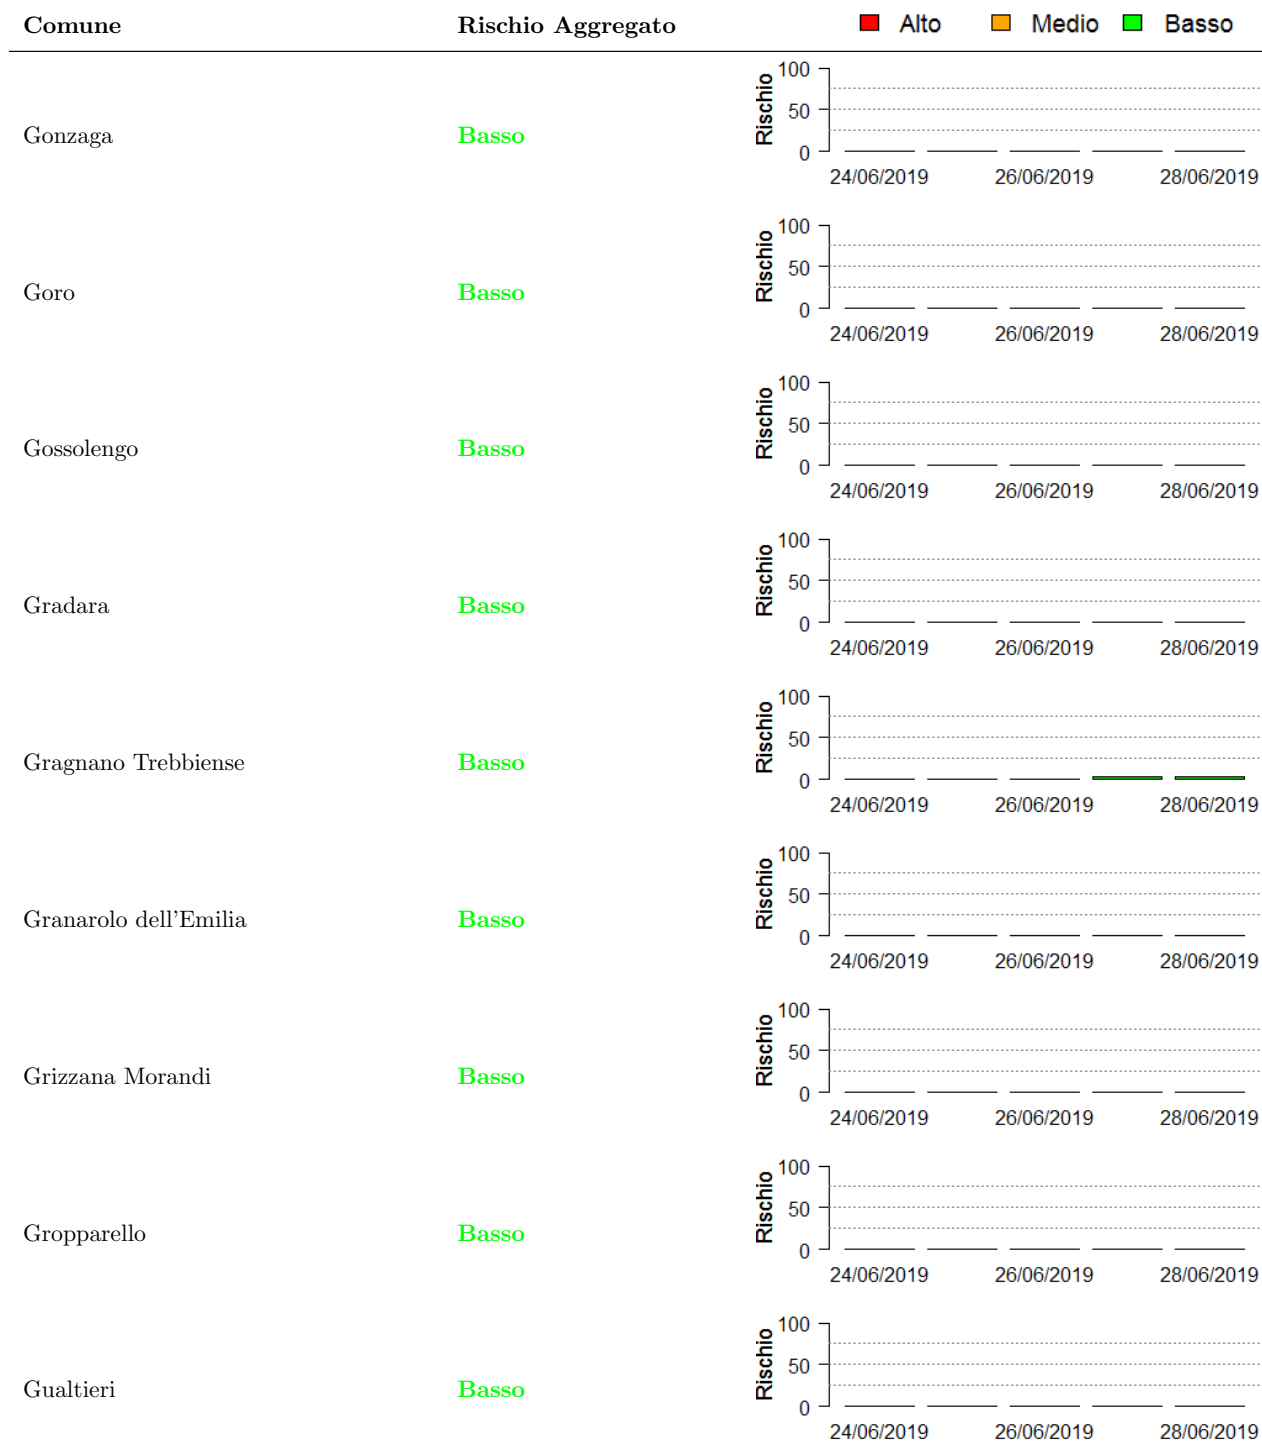 Comune Rischio Aggregato Alto Medio Basso
100
50
0
Rischio
Gonzaga Basso
24/06/2019 26/06/2019 28/06/2019
100
50
0
Rischio
Goro Basso
24/06/2019 26/06/2019 28/06/2019
100
50
0
Rischio
Gossolengo Basso
24/06/2019 26/06/2019 28/06/2019
100
50
0
Rischio
Gradara Basso
24/06/2019 26/06/2019 28/06/2019
100
50
0
Rischio
Gragnano Trebbiense Basso
24/06/2019 26/06/2019 28/06/2019
100
50
0
Rischio
Granarolo dell'Emilia Basso
24/06/2019 26/06/2019 28/06/2019
100
50
0
Rischio
Grizzana Morandi Basso
24/06/2019 26/06/2019 28/06/2019
100
50
0
Rischio
Gropparello Basso
24/06/2019 26/06/2019 28/06/2019
100
50
0
Rischio
Gualtieri Basso
24/06/2019 26/06/2019 28/06/2019